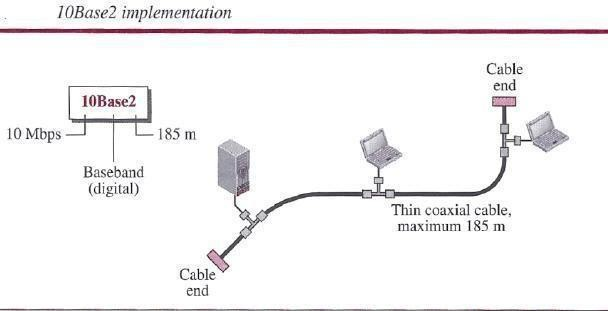 10Base2 implementation
10Base2
10 Mbps
185 m
Baseband
(digital)
Cable
end
Thin coaxial cable,
maximum 185 m
Cable
end